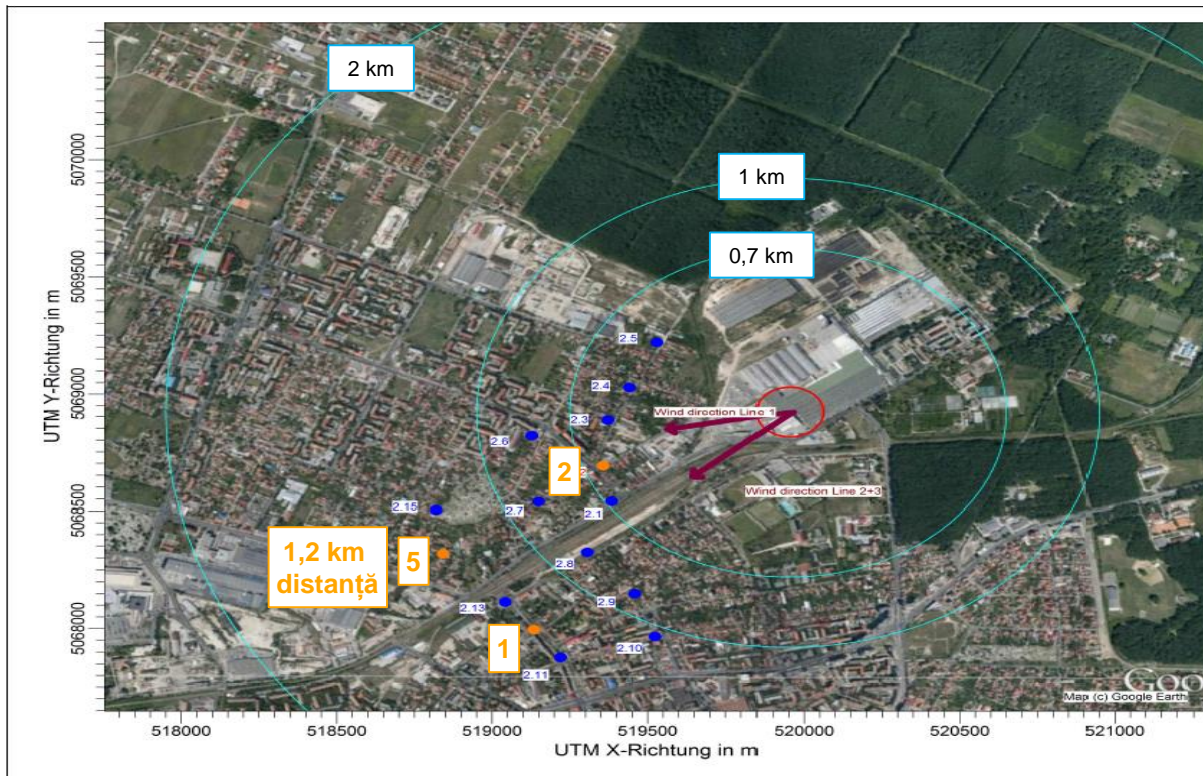 2 km
1 km
0,7 km
2.5
2.4
Wind direction Line 1
2.3
2.6
2
Wind direction Line 2+3
2.15
2.7
2.1
1,2 km
distanță
5
2.8
2.13
2.9
1
2.10
2.11
Map (c) Google Earth
5070000
5069500
5069000
5068500
5068000
UTM Y-Richtung in m
518000
518500
519000
519500
520000
520500
521000
UTM X-Richtung in m